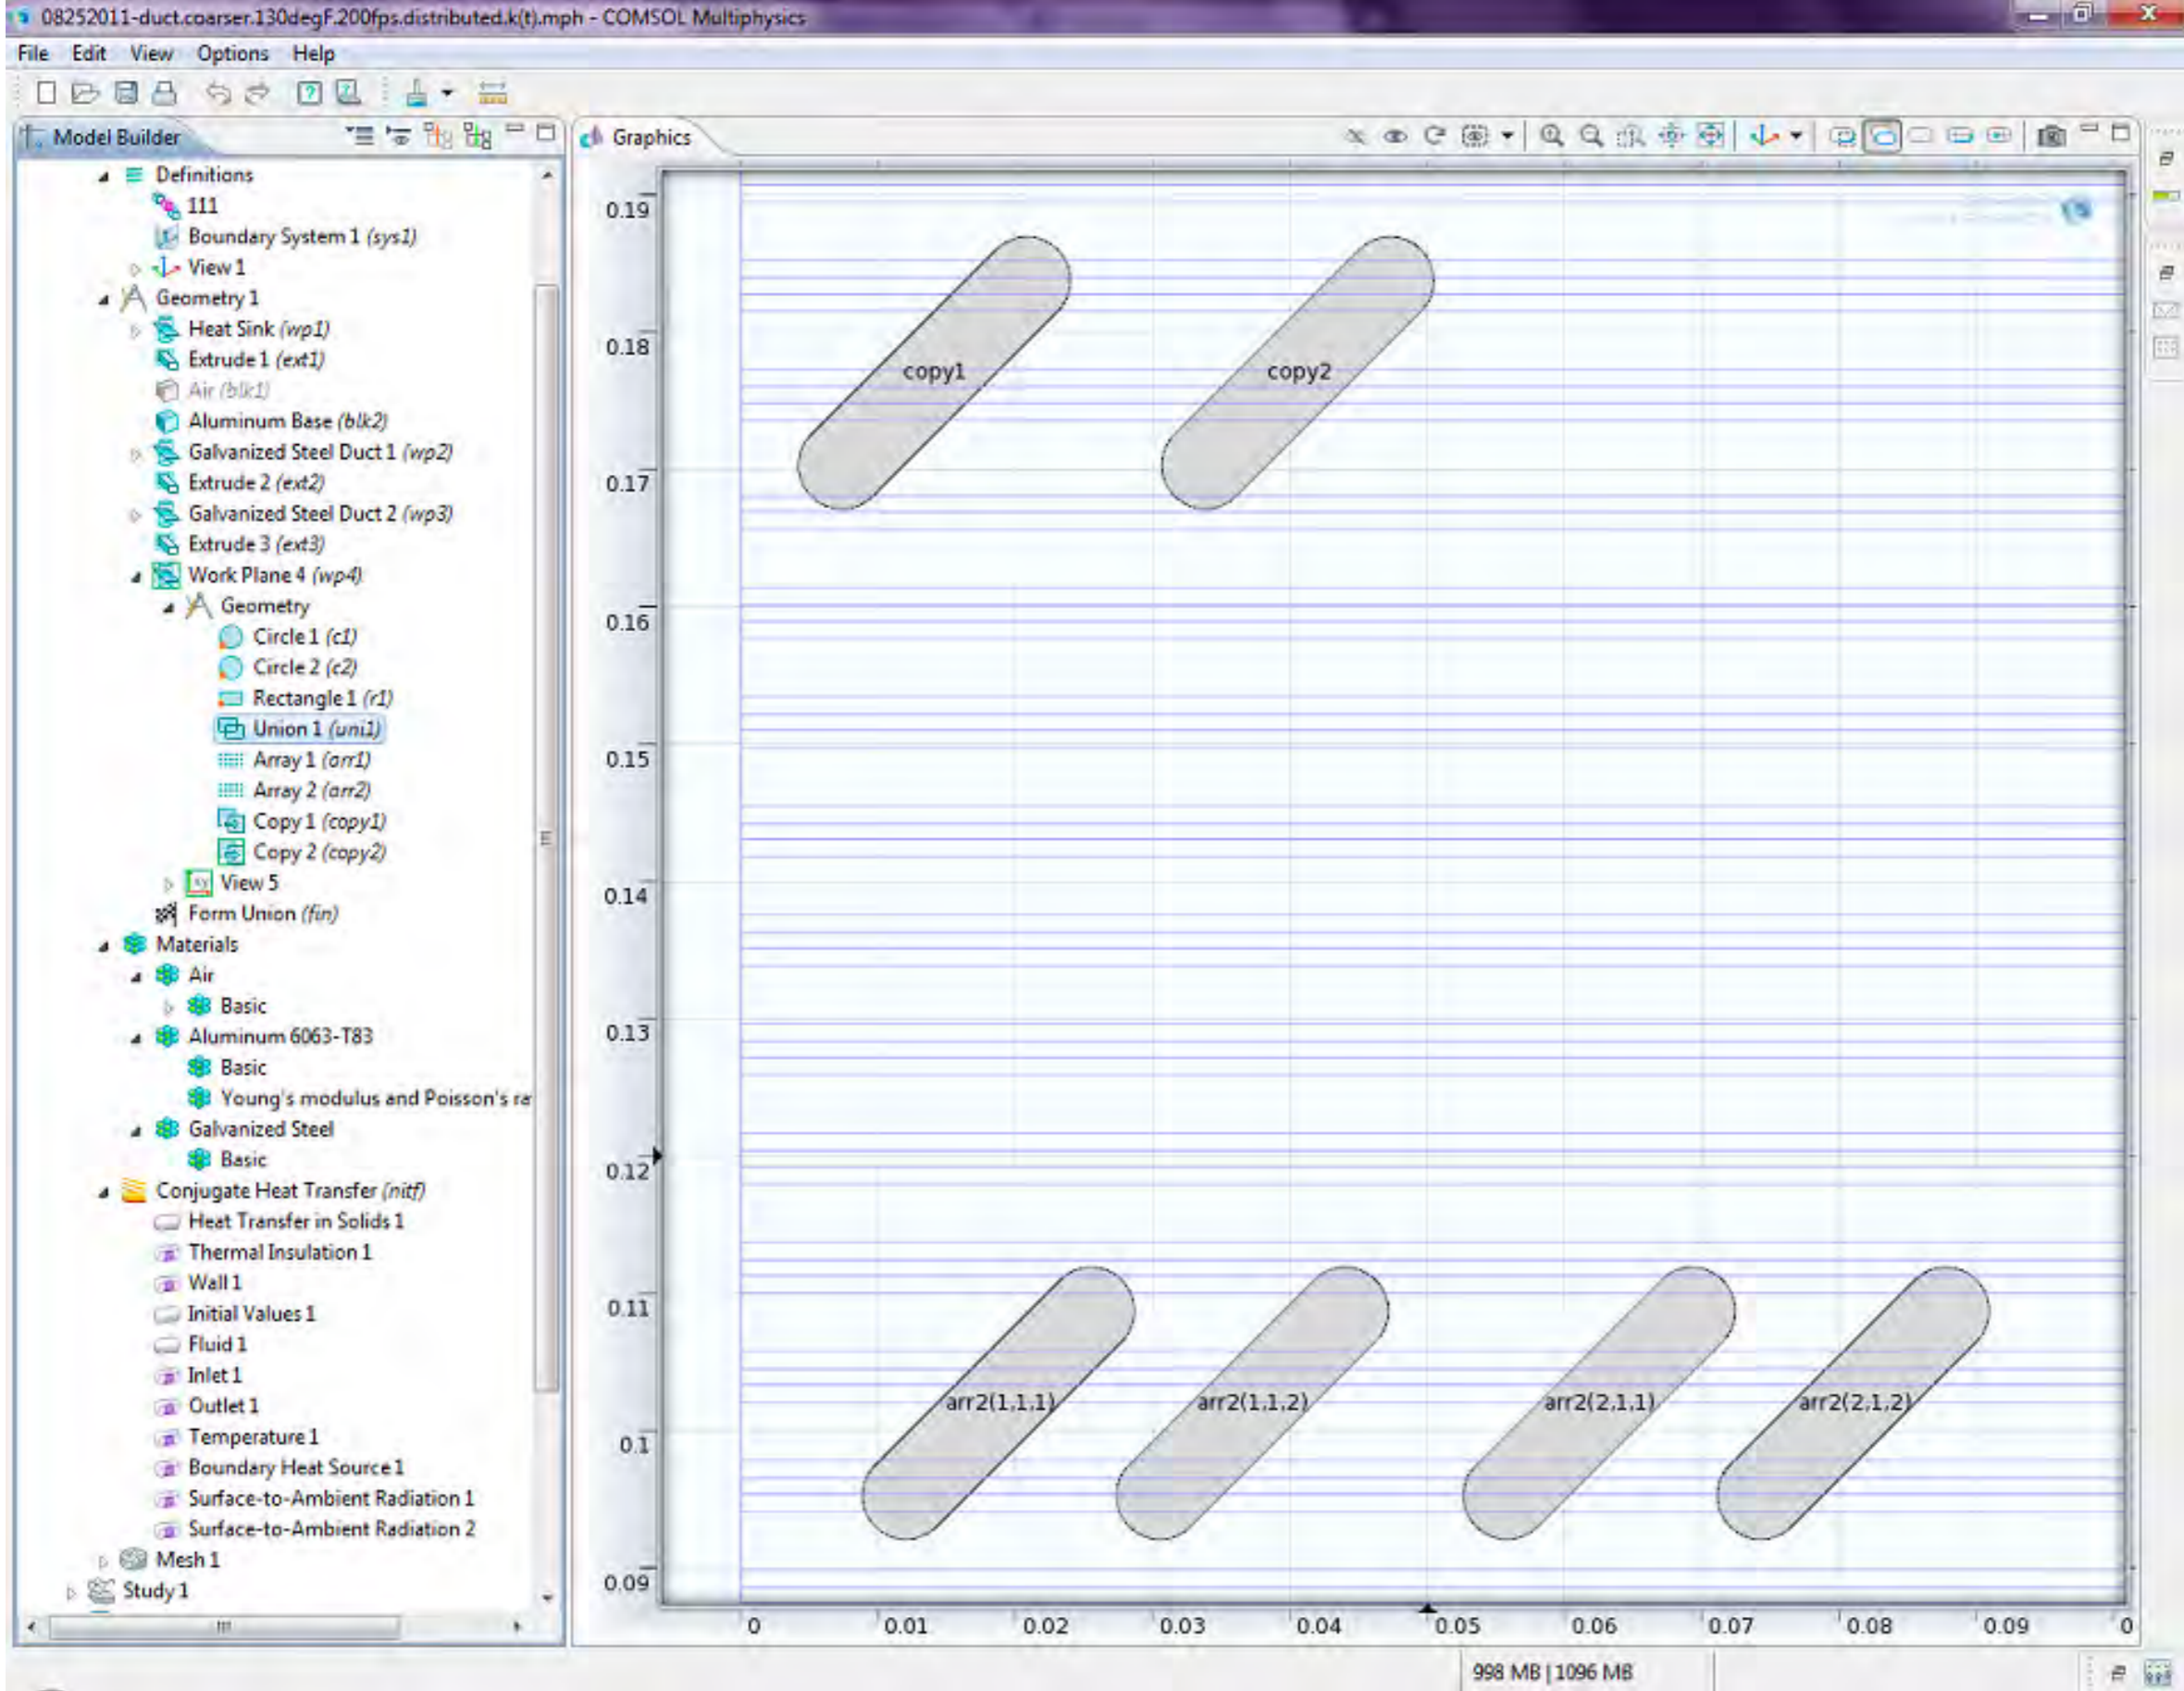 08252011-duct.coarser.130degF.200fps.distributed.k(t).mph - COMSOL Multiphysics
File Edit View Options Help
Model Builder
Graphics
Definitions
111
Boundary System 1 (sys1)
View 1
Geometry 1
Heat Sink (wp1)
Extrude 1 (ext1)
Air (blk1)
Aluminum Base (blk2)
Galvanized Steel Duct 1 (wp2)
Extrude 2 (ext2)
Galvanized Steel Duct 2 (wp3)
Extrude 3 (ext3)
Work Plane 4 (wp4)
Geometry
Circle 1 (c1)
Circle 2 (c2)
Rectangle 1 (r1)
Union 1 (uni1)
Array 1 (arr1)
Array 2 (arr2)
Copy 1 (copy1)
Copy 2 (copy2)
View 5
Form Union (fin)
Materials
Air
Basic
Aluminum 6063-T83
Basic
Young's modulus and Poisson's ra
Galvanized Steel
Basic
Conjugate Heat Transfer (nitf)
Heat Transfer in Solids 1
Thermal Insulation 1
Wall 1
Initial Values 1
Fluid 1
Inlet 1
Outlet 1
Temperature 1
Boundary Heat Source 1
Surface-to-Ambient Radiation 1
Surface-to-Ambient Radiation 2
Mesh 1
Study 1
0.19
0.18
copy1 copy2
0.17
0.16
0.15
0.14
0.13
0.12
0.11
arr2(1,1,1) arr2(1,1,2) arr2(2,1,1) arr2(2,1,2)
0.1
0.09
0 0.01 0.02 0.03 0.04 0.05 0.06 0.07 0.08 0.09 0
998 MB | 1096 MB